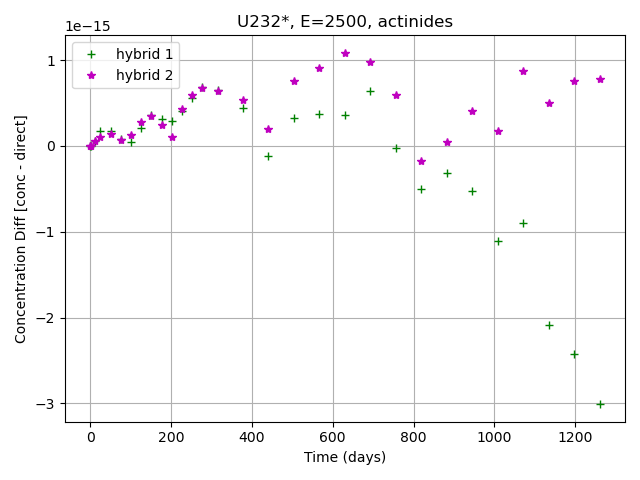 U232*, E=2500, actinides
1e−15
hybrid 1
hybrid 2
Concentration Diff [conc - direct]
1
0
−1
−2
−3
0 200 400 600 800 1000 1200
Time (days)